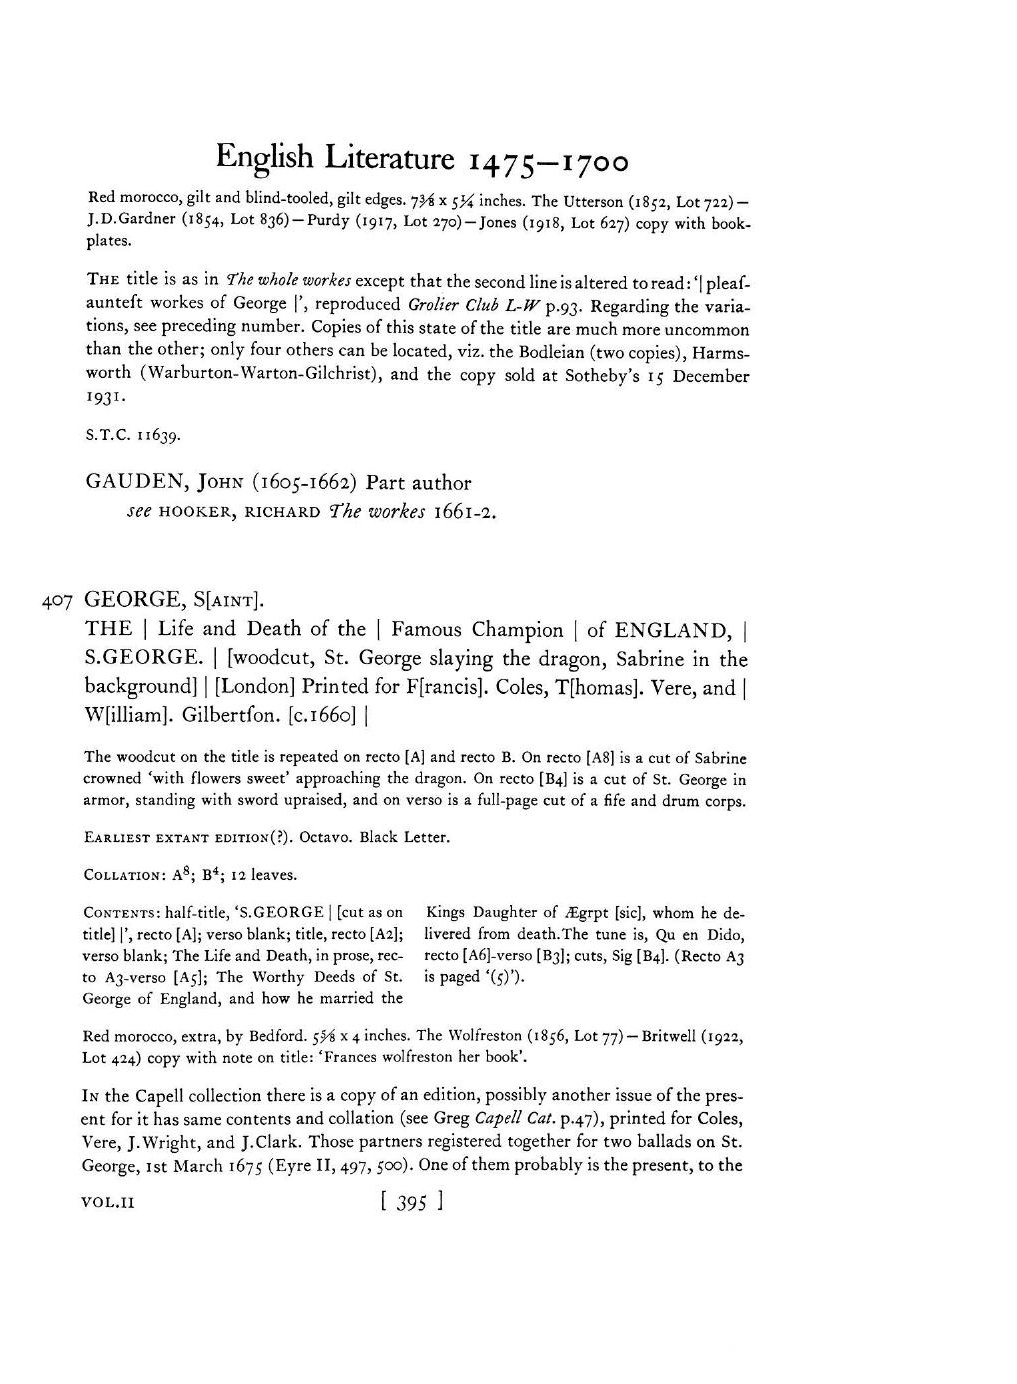 English Literature 1475–1700
Red morocco, gilt and blind-tooled, gilt edges. 7⅜ x 5¼ inches. The Utterson (1852, Lot 722)—
J.D.Gardner (1854, Lot 836)—Purdy (1917, Lot 270)—Jones (1918, Lot 627) copy with book-
plates.
THE title is as in The whole workes except that the second line is altered to read: '| pleaſ-
aunteſt workes of George |', reproduced Grolier Club L-W p.93. Regarding the varia-
tions, see preceding number. Copies of this state of the title are much more uncommon
than the other; only four others can be located, viz. the Bodleian (two copies), Harms-
worth (Warburton-Warton-Gilchrist), and the copy sold at Sotheby's 15 December
1931.
S.T.C. 11639.
GAUDEN, JOHN (1605-1662) Part author
see HOOKER, RICHARD The workes 1661-2.
407 GEORGE, S[AINT].
THE | Life and Death of the | Famous Champion | of ENGLAND, |
S.GEORGE. | [woodcut, St. George slaying the dragon, Sabrine in the
background] | [London] Printed for F[rancis]. Coles, T[homas]. Vere, and |
W[illiam]. Gilbertſon. [c.1660] |
The woodcut on the title is repeated on recto [A] and recto B. On recto [A8] is a cut of Sabrine
crowned 'with flowers sweet' approaching the dragon. On recto [B4] is a cut of St. George in
armor, standing with sword upraised, and on verso is a full-page cut of a fife and drum corps.
EARLIEST EXTANT EDITION(?). Octavo. Black Letter.
COLLATION: A⁸; B⁴; 12 leaves.
CONTENTS: half-title, 'S.GEORGE | [cut as on
title] |', recto [A]; verso blank; title, recto [A2];
verso blank; The Life and Death, in prose, rec-
to A3-verso [A5]; The Worthy Deeds of St.
George of England, and how he married the
Kings Daughter of Ægrpt [sic], whom he de-
livered from death.The tune is, Qu en Dido,
recto [A6]-verso [B3]; cuts, Sig [B4]. (Recto A3
is paged '(5)').
Red morocco, extra, by Bedford. 5⅝ x 4 inches. The Wolfreston (1856, Lot 77)—Britwell (1922,
Lot 424) copy with note on title: 'Frances wolfreston her book'.
IN the Capell collection there is a copy of an edition, possibly another issue of the pres-
ent for it has same contents and collation (see Greg Capell Cat. p.47), printed for Coles,
Vere, J.Wright, and J.Clark. Those partners registered together for two ballads on St.
George, 1st March 1675 (Eyre II, 497, 500). One of them probably is the present, to the
VOL.II
[ 395 ]